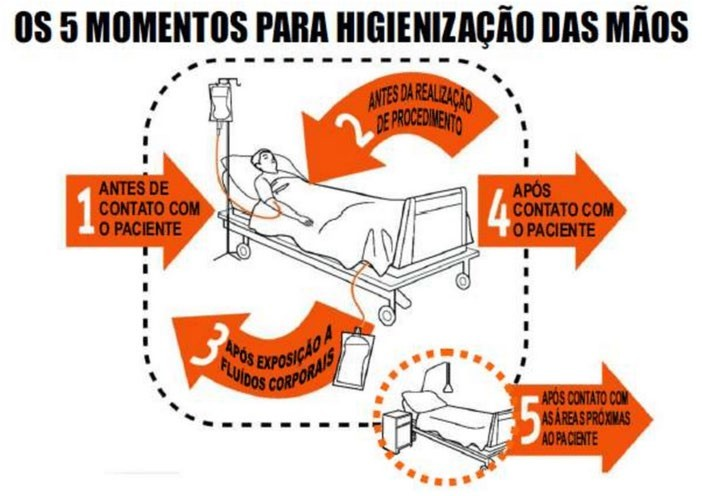 OS 5 MOMENTOS PARA HIGIENIZAÇÃO DAS MÃOS
1
ANTES DE
CONTATO COM
O PACIENTE
2
ANTES DA REALIZAÇÃO
DE PROCEDIMENTO
3
APÓS EXPOSIÇÃO A
FLUÍDOS CORPORAIS
4
APÓS
CONTATO COM
O PACIENTE
5
APÓS CONTATO COM
AS ÁREAS PRÓXIMAS
AO PACIENTE